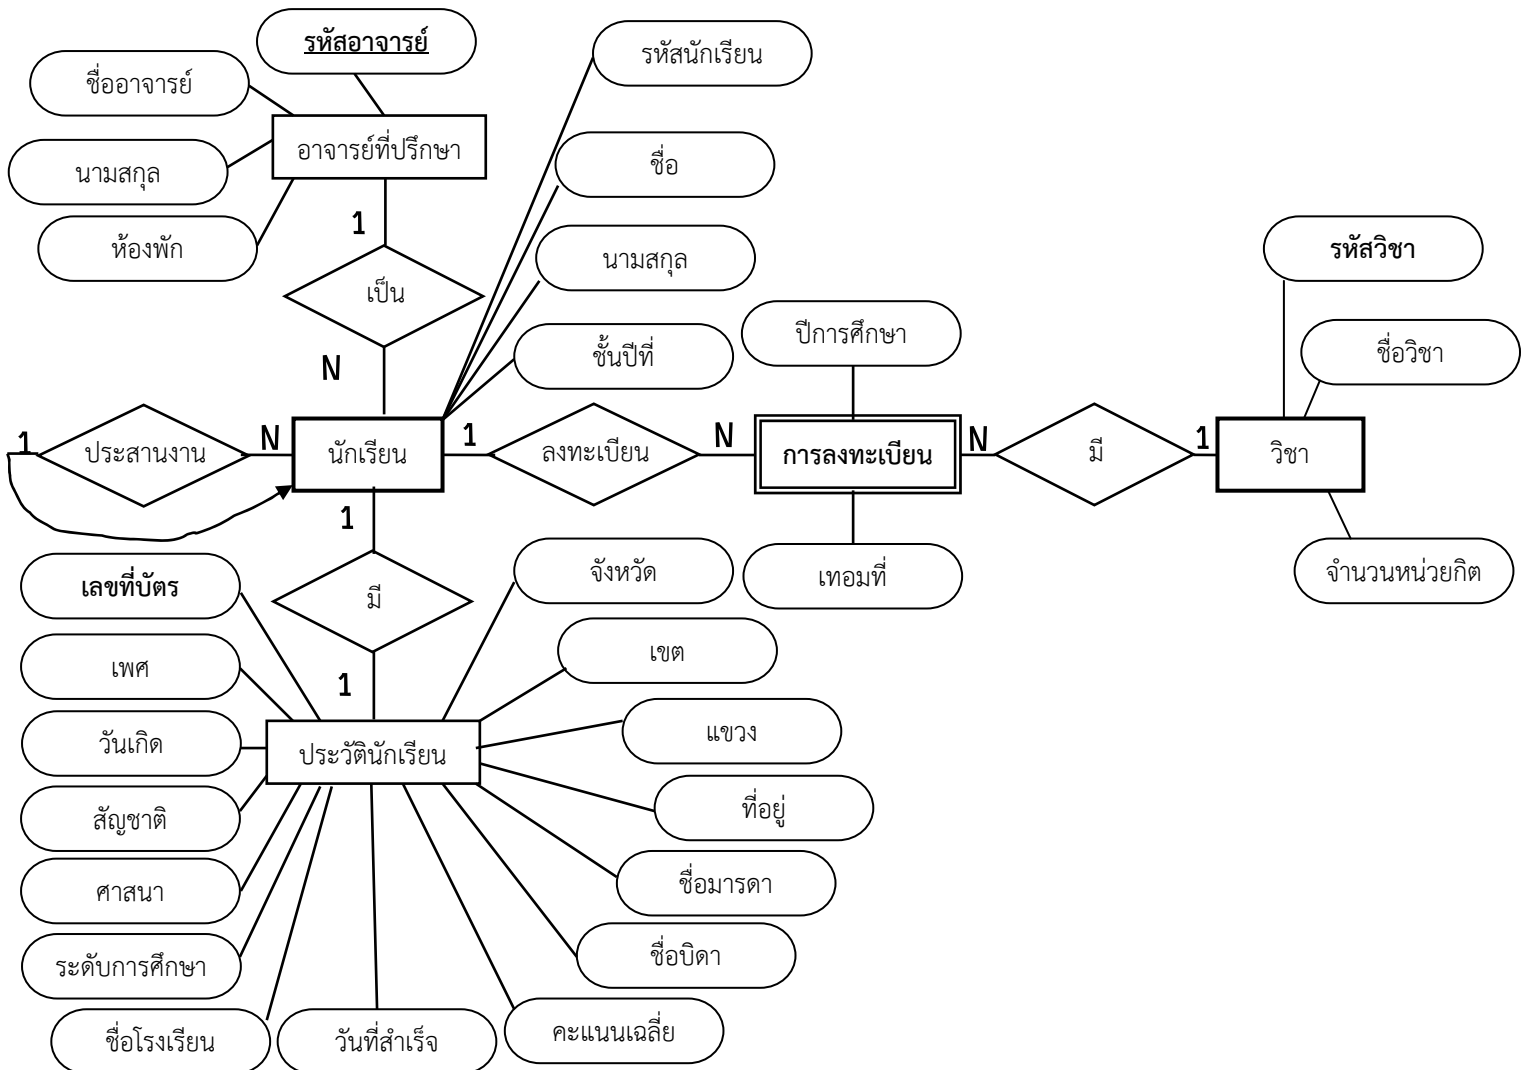 รหัสอาจารย์
รหัสนักเรียน
ชื่ออาจารย์
อาจารย์ที่ปรึกษา
ชื่อ
นามสกุล
1
ห้องพัก
นามสกุล
รหัสวิชา
เป็น
ปีการศึกษา
ชั้นปีที่
ชื่อวิชา
N
1
ประสานงาน
N
นักเรียน
1
ลงทะเบียน
N
การลงทะเบียน
N
มี
1
วิชา
1
จังหวัด
เทอมที่
จำนวนหน่วยกิต
เลขที่บัตร
มี
เพศ
เขต
1
วันเกิด
ประวัตินักเรียน
แขวง
สัญชาติ
ที่อยู่
ศาสนา
ชื่อมารดา
ระดับการศึกษา
ชื่อบิดา
ชื่อโรงเรียน
วันที่สำเร็จ
คะแนนเฉลี่ย